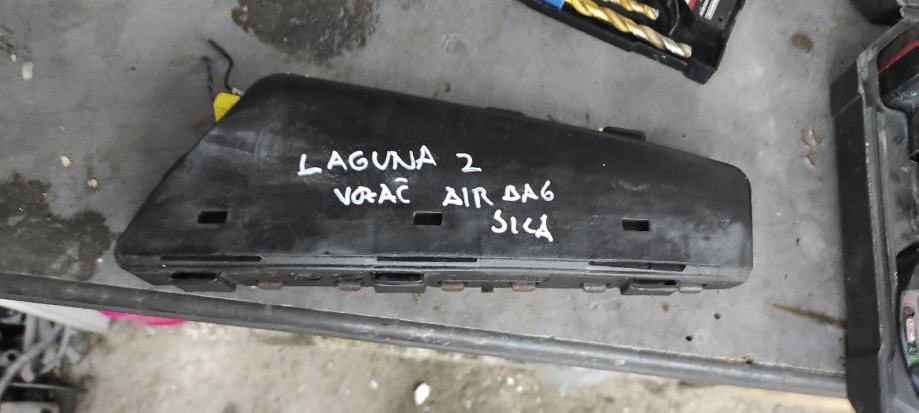 LAGUNA 2
VOZAČ AIR BAG
SICA